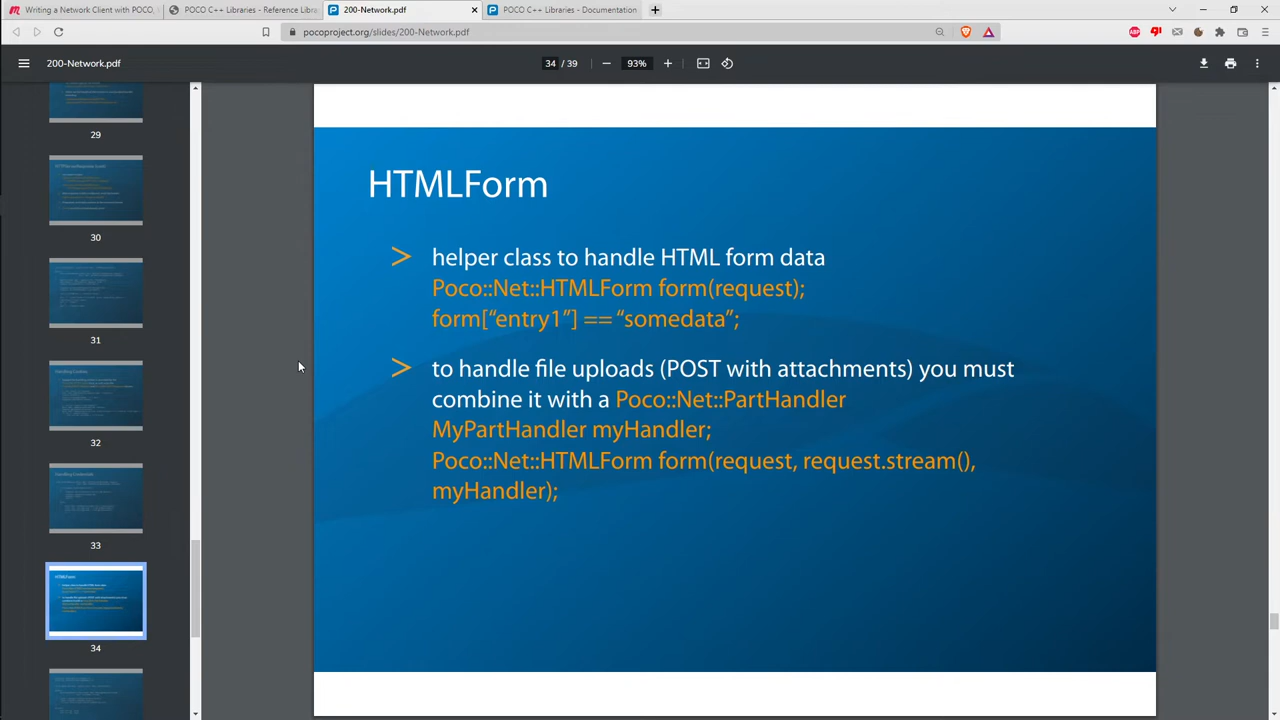 Writing a Network Client with POCO,
POCO C++ Libraries - Reference Libra
200-Network.pdf
POCO C++ Libraries - Documentation
pocoproject.org/slides/200-Network.pdf
200-Network.pdf
34 / 39
93%
29
30
31
32
33
34
HTMLForm
> helper class to handle HTML form data
Poco::Net::HTMLForm form(request);
form[“entry1”] == “somedata”;
> to handle file uploads (POST with attachments) you must
combine it with a Poco::Net::PartHandler
MyPartHandler myHandler;
Poco::Net::HTMLForm form(request, request.stream(),
myHandler);